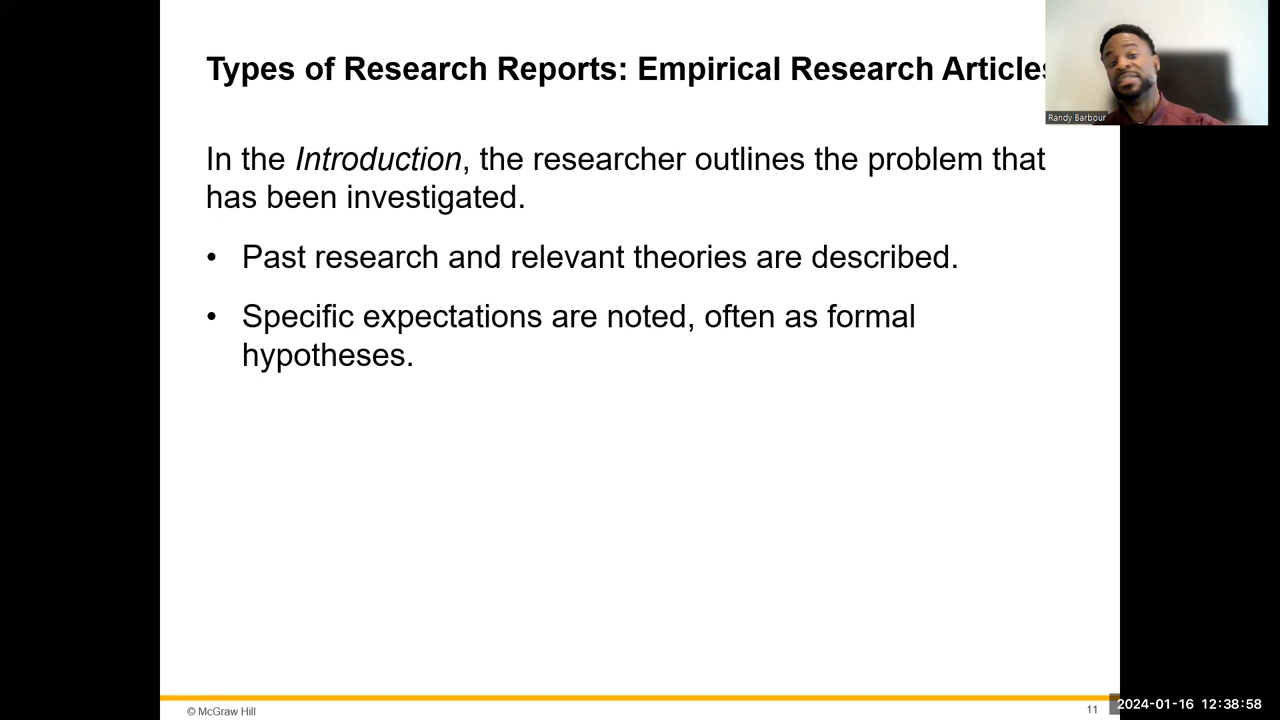 Types of Research Reports: Empirical Research Articles
Randy Barbour
In the Introduction, the researcher outlines the problem that
has been investigated.
• Past research and relevant theories are described.
• Specific expectations are noted, often as formal
hypotheses.
© McGraw Hill
11
2024-01-16 12:38:58